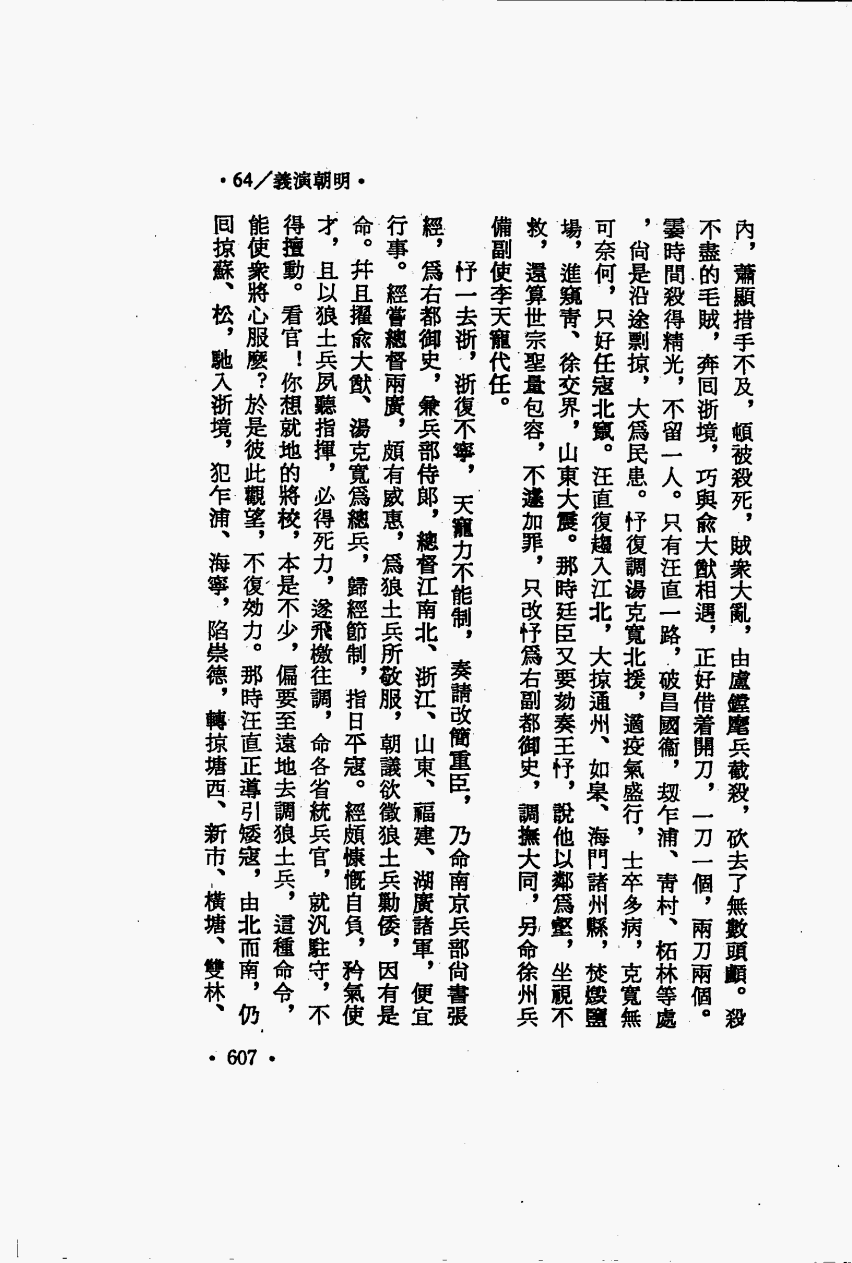 •64／義演朝明•
內，蕭顯措手不及，頓被殺死，賊衆大亂，由盧鏜麾兵截殺，砍去了無數頭顱。殺
不盡的毛賊，奔回浙境，巧與兪大猷相遇，正好借着開刀，一刀一個，兩刀兩個。
霎時間殺得精光，不留一人。只有汪直一路，破昌國衞，刼乍浦、靑村、柘林等處
，尙是沿途剽掠，大爲民患。忬復調湯克寬北援，適疫氣盛行，士卒多病，克寬無
可奈何，只好任寇北竄。汪直復趨入江北，大掠通州、如皋、海門諸州縣，焚燬鹽
場，進窺靑、徐交界，山東大震。那時廷臣又要劾奏王忬，說他以鄰爲壑，坐視不
救，還算世宗聖量包容，不遽加罪，只改忬爲右副都御史，調撫大同，另命徐州兵
備副使李天寵代任。
忬一去浙，浙復不寧，天寵力不能制，奏請改簡重臣，乃命南京兵部尙書張
經，爲右都御史，兼兵部侍郎，總督江南北、浙江、山東、福建、湖廣諸軍，便宜
行事。經嘗總督兩廣，頗有威惠，爲狼土兵所敬服，朝議欲徵狼土兵勦倭，因有是
命。幷且擢兪大猷、湯克寬爲總兵，歸經節制，指日平寇。經頗慷慨自負，矜氣使
才，且以狼土兵夙聽指揮，必得死力，遂飛檄往調，命各省統兵官，就汛駐守，不
得擅動。看官！你想就地的將校，本是不少，偏要至遠地去調狼土兵，這種命令，
能使衆將心服麼？於是彼此觀望，不復効力。那時汪直正導引矮寇，由北而南，仍
回掠蘇、松，馳入浙境，犯乍浦、海寧，陷崇德，轉掠塘西、新市、橫塘、雙林、
•607•